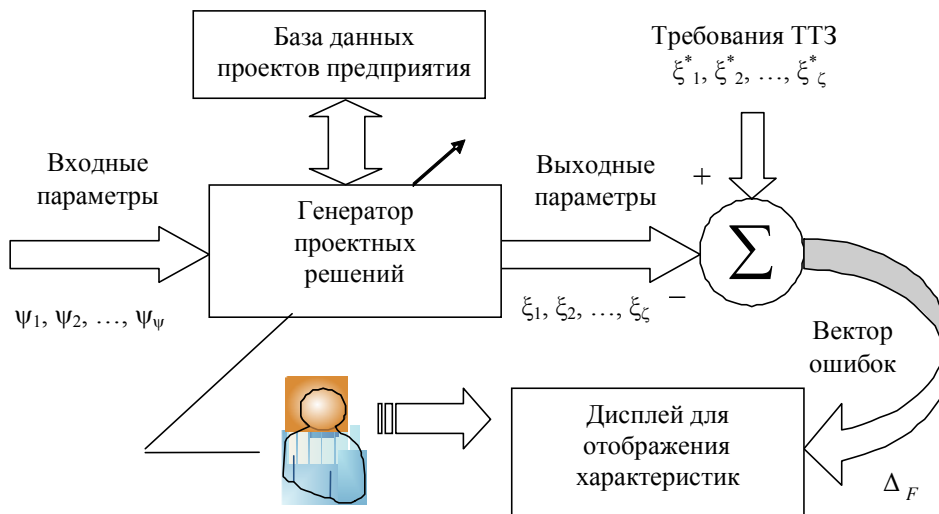 База данных
проектов предприятия
Требования ТТЗ
ξ*₁, ξ*₂, …, ξ*ζ
Входные
параметры
Генератор
проектных
решений
Выходные
параметры
+
Σ
−
ψ₁, ψ₂, …, ψψ
ξ₁, ξ₂, …, ξζ
Вектор
ошибок
Дисплей для
отображения
характеристик
Δ F